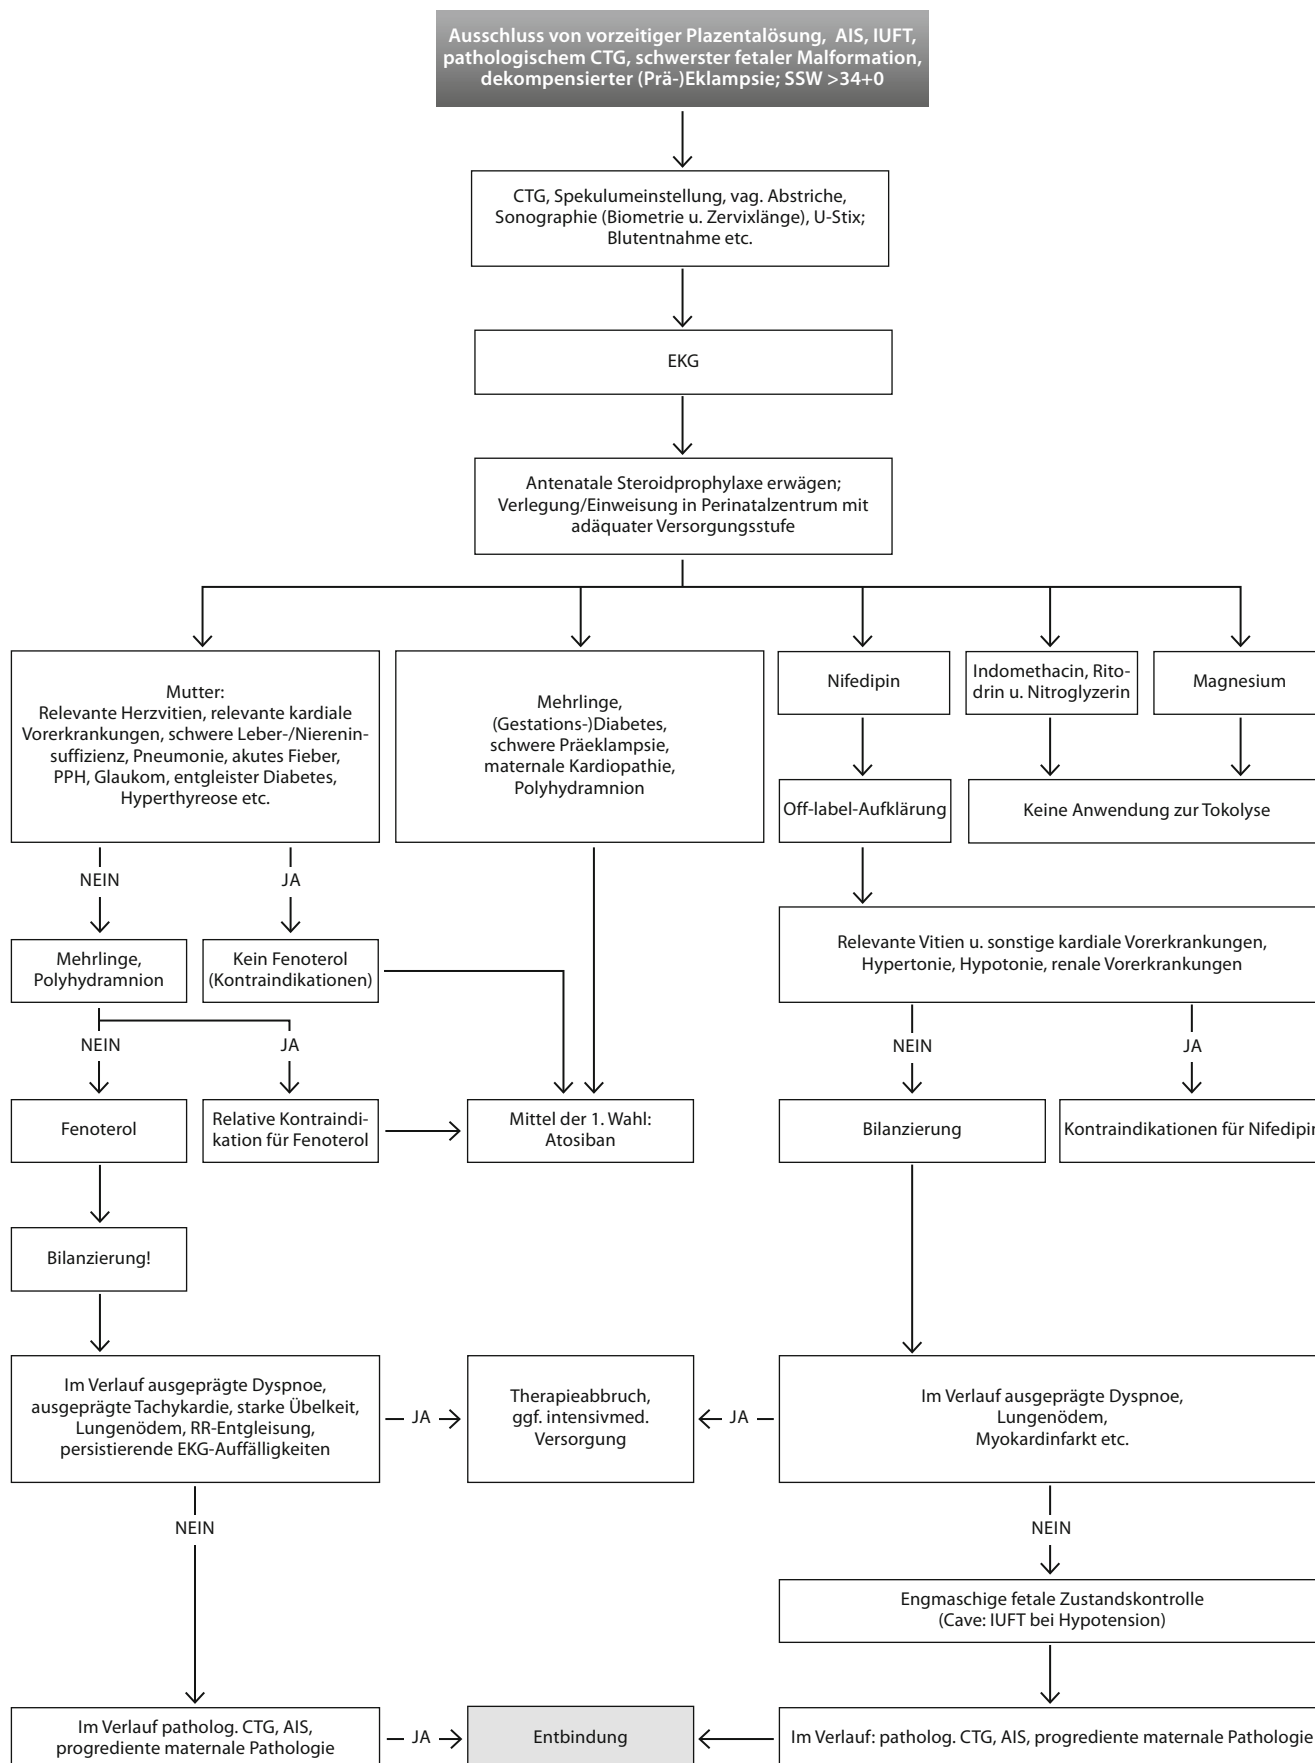 Ausschluss von vorzeitiger Plazentalösung, AIS, IUFT,
pathologischem CTG, schwerster fetaler Malformation,
dekompensierter (Prä-)Eklampsie; SSW >34+0
CTG, Spekulumeinstellung, vag. Abstriche,
Sonographie (Biometrie u. Zervixlänge), U-Stix;
Blutentnahme etc.
EKG
Antenatale Steroidprophylaxe erwägen;
Verlegung/Einweisung in Perinatalzentrum mit
adäquater Versorgungsstufe
Mutter:
Relevante Herzvitien, relevante kardiale
Vorerkrankungen, schwere Leber-/Nierenin-
suffizienz, Pneumonie, akutes Fieber,
PPH, Glaukom, entgleister Diabetes,
Hyperthyreose etc.
Mehrlinge,
(Gestations-)Diabetes,
schwere Präeklampsie,
maternale Kardiopathie,
Polyhydramnion
Nifedipin
Indomethacin, Rito-
drin u. Nitroglyzerin
Magnesium
Off-label-Aufklärung
Keine Anwendung zur Tokolyse
NEIN
JA
Mehrlinge,
Polyhydramnion
Kein Fenoterol
(Kontraindikationen)
Relevante Vitien u. sonstige kardiale Vorerkrankungen,
Hypertonie, Hypotonie, renale Vorerkrankungen
NEIN
JA
NEIN
JA
Fenoterol
Relative Kontraindi-
kation für Fenoterol
Mittel der 1. Wahl:
Atosiban
Bilanzierung
Kontraindikationen für Nifedipin
Bilanzierung!
Im Verlauf ausgeprägte Dyspnoe,
ausgeprägte Tachykardie, starke Übelkeit,
Lungenödem, RR-Entgleisung,
persistierende EKG-Auffälligkeiten
JA
Therapieabbruch,
ggf. intensivmed.
Versorgung
JA
Im Verlauf ausgeprägte Dyspnoe,
Lungenödem,
Myokardinfarkt etc.
NEIN
NEIN
Engmaschige fetale Zustandskontrolle
(Cave: IUFT bei Hypotension)
Im Verlauf patholog. CTG, AIS,
progrediente maternale Pathologie
JA
Entbindung
Im Verlauf: patholog. CTG, AIS, progrediente maternale Pathologie